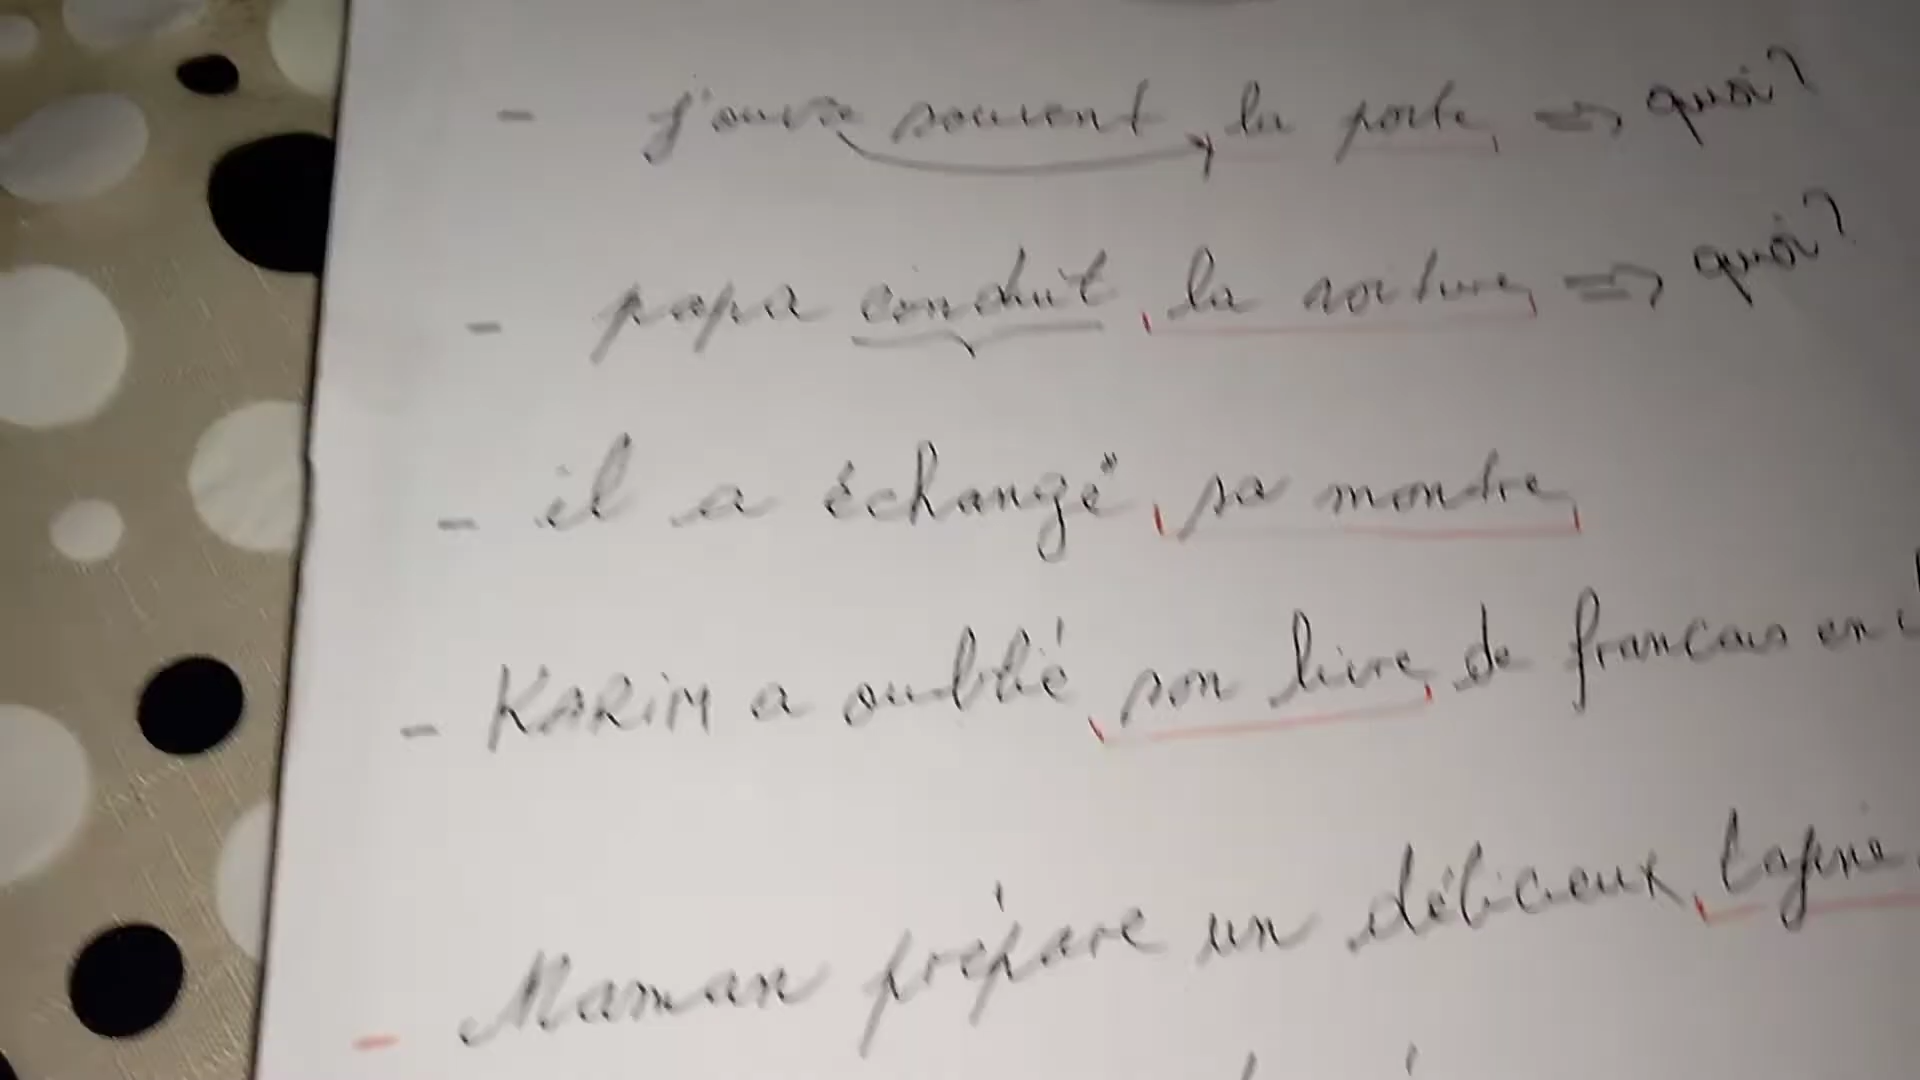 - j'ouvre souvent la porte => quoi?
- papa conduit la voiture => quoi?
- il a échangé sa montre
- KARIM a oublié son livre de francais en
- Maman prépare un délicieux